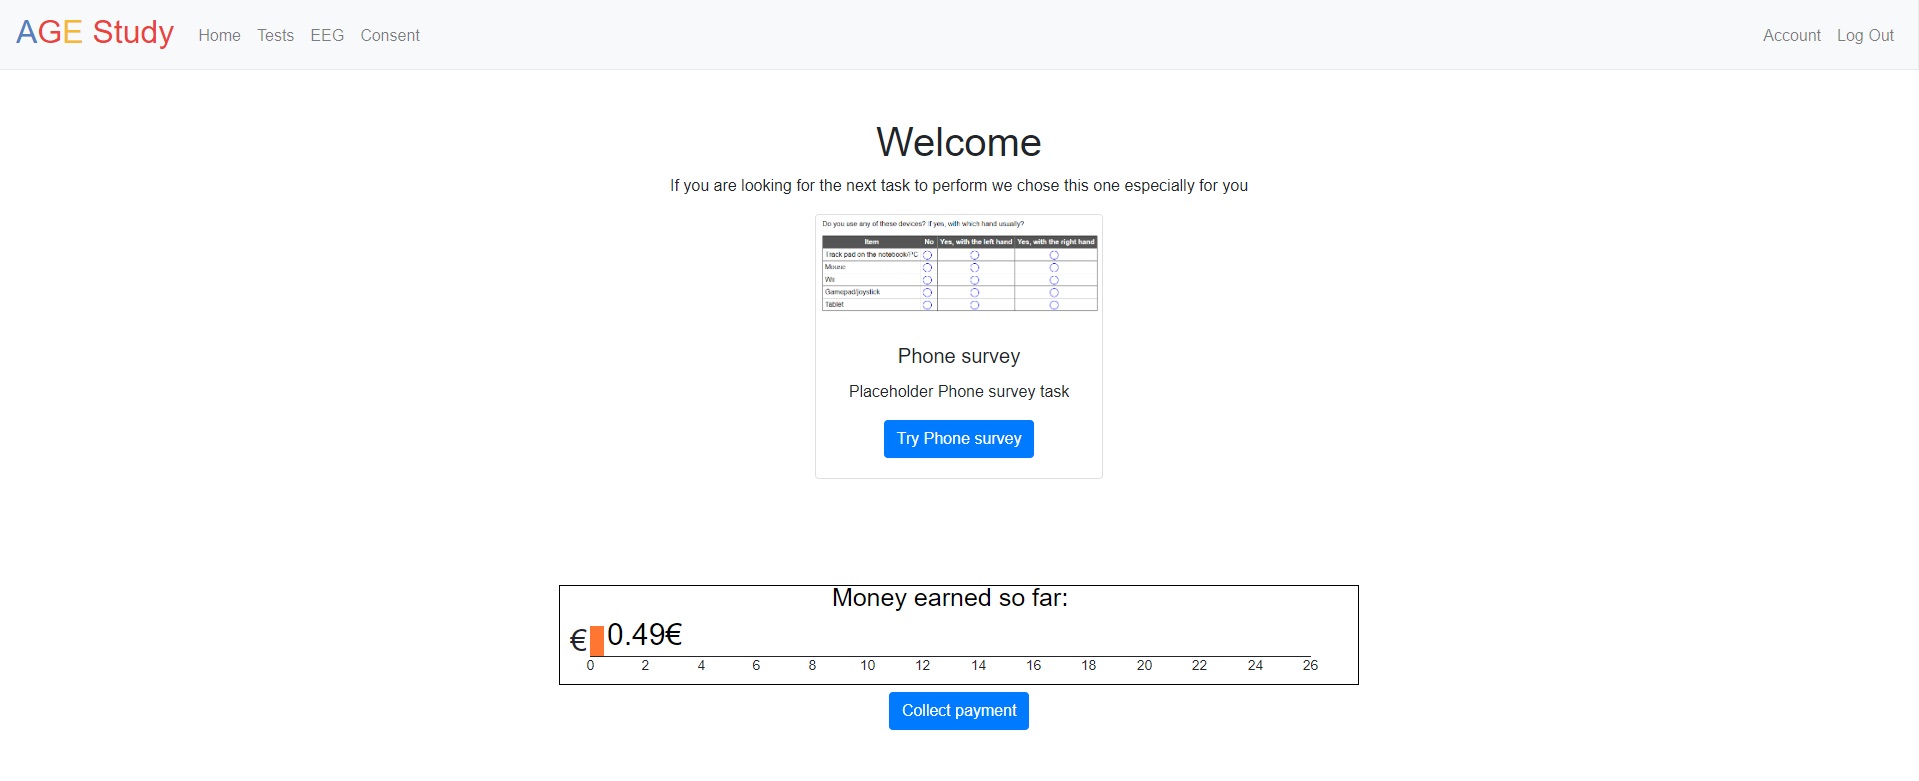 AGE Study Home Tests EEG Consent Account Log Out
Welcome
If you are looking for the next task to perform we chose this one especially for you
Do you use any of these devices? If yes, with which hand usually?
Item No Yes, with the left hand Yes, with the right hand
Track pad on the notebook/PC
Mouse
Wii
Gamepad/joystick
Tablet
Phone survey
Placeholder Phone survey task
Try Phone survey
Money earned so far:
€ 0.49€
0 2 4 6 8 10 12 14 16 18 20 22 24 26
Collect payment